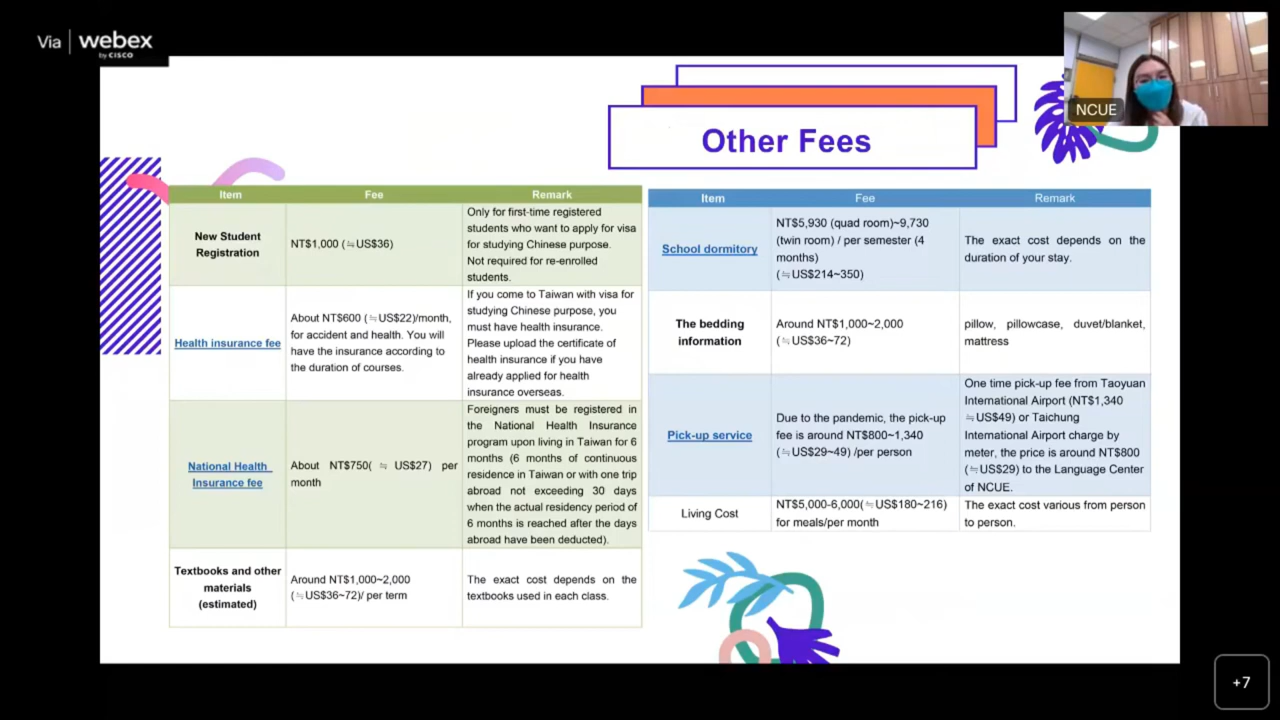 Via webex
by CISCO
NCUE
Other Fees
Item Fee Remark
New Student
Registration
NT$1,000 (≒US$36)
Only for first-time registered
students who want to apply for visa
for studying Chinese purpose.
Not required for re-enrolled
students.
Health insurance fee
About NT$600 (≒US$22)/month,
for accident and health. You will
have the insurance according to
the duration of courses.
If you come to Taiwan with visa for
studying Chinese purpose, you
must have health insurance.
Please upload the certificate of
health insurance if you have
already applied for health
insurance overseas.
National Health
Insurance fee
About NT$750( ≒ US$27) per
month
Foreigners must be registered in
the National Health Insurance
program upon living in Taiwan for 6
months (6 months of continuous
residence in Taiwan or with one trip
abroad not exceeding 30 days
when the actual residency period of
6 months is reached after the days
abroad have been deducted).
Textbooks and other
materials
(estimated)
Around NT$1,000~2,000
(≒US$36~72)/ per term
The exact cost depends on the
textbooks used in each class.
Item Fee Remark
School dormitory
NT$5,930 (quad room)~9,730
(twin room) / per semester (4
months)
(≒US$214~350)
The exact cost depends on the
duration of your stay.
The bedding
information
Around NT$1,000~2,000
(≒US$36~72)
pillow, pillowcase, duvet/blanket,
mattress
Pick-up service
Due to the pandemic, the pick-up
fee is around NT$800~1,340
(≒US$29~49) /per person
One time pick-up fee from Taoyuan
International Airport (NT$1,340
≒US$49) or Taichung
International Airport charge by
meter, the price is around NT$800
(≒US$29) to the Language Center
of NCUE.
Living Cost
NT$5,000-6,000(≒US$180~216)
for meals/per month
The exact cost various from person
to person.
+7